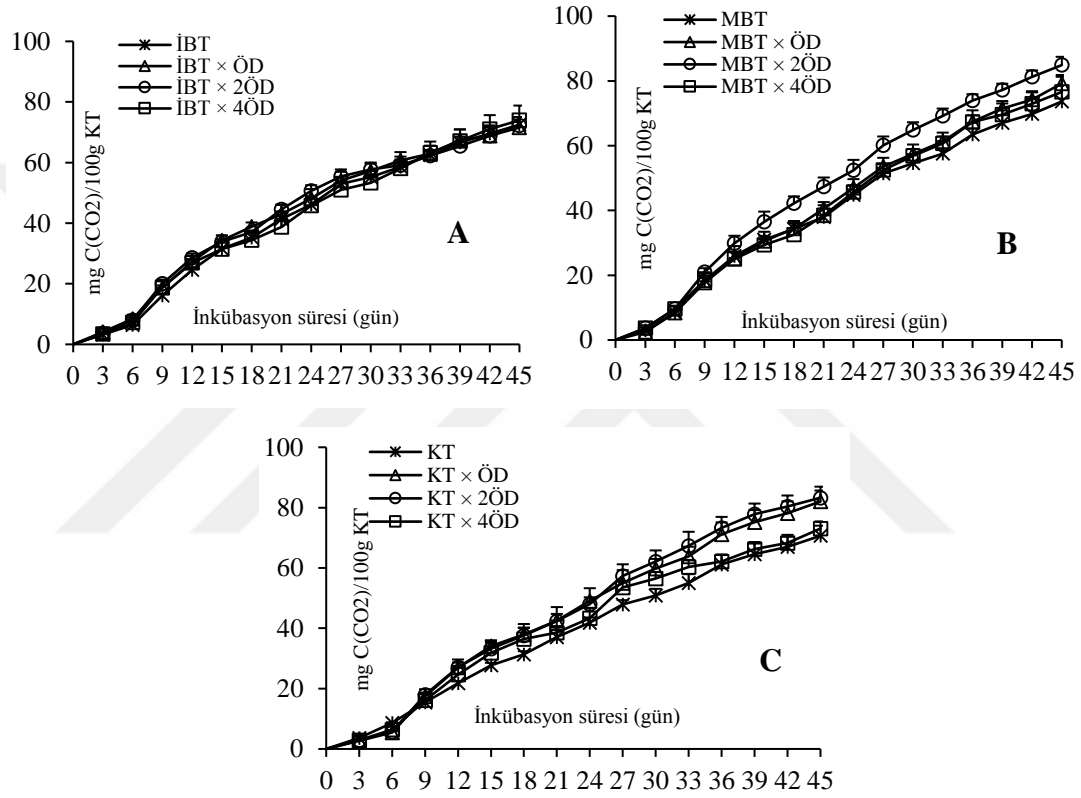 İBT
İBT × ÖD
İBT × 2ÖD
İBT × 4ÖD
100
80
60
40
20
0
mg C(CO2)/100g KT
A
İnkübasyon süresi (gün)
0 3 6 9 12 15 18 21 24 27 30 33 36 39 42 45
MBT
MBT × ÖD
MBT × 2ÖD
MBT × 4ÖD
100
80
60
40
20
0
mg C(CO2)/100g KT
B
İnkübasyon süresi (gün)
0 3 6 9 12 15 18 21 24 27 30 33 36 39 42 45
KT
KT × ÖD
KT × 2ÖD
KT × 4ÖD
100
80
60
40
20
0
mg C(CO2)/100g KT
C
İnkübasyon süresi (gün)
0 3 6 9 12 15 18 21 24 27 30 33 36 39 42 45